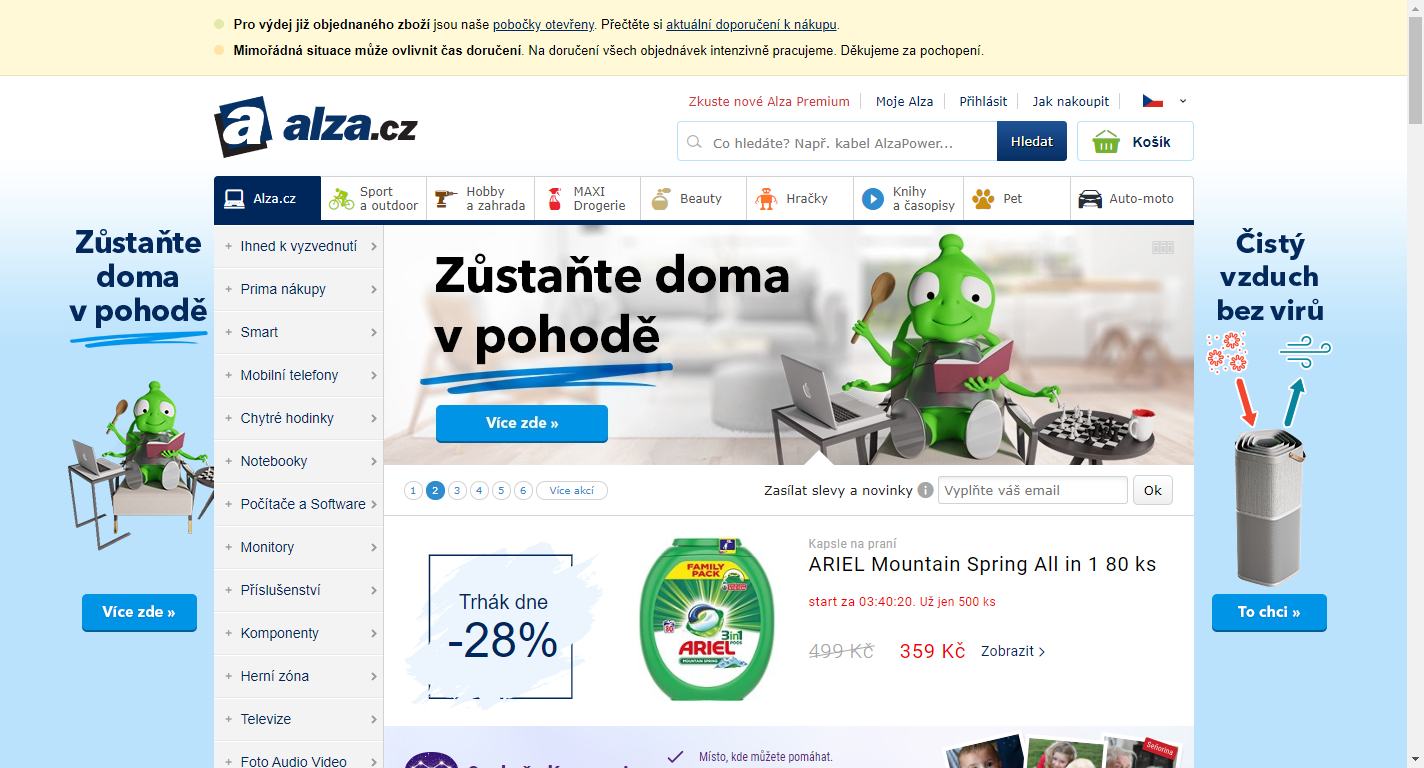 Pro výdej již objednaného zboží jsou naše pobočky otevřeny. Přečtěte si aktuální doporučení k nákupu.
Mimořádná situace může ovlivnit čas doručení. Na doručení všech objednávek intenzivně pracujeme. Děkujeme za pochopení.
a alza.cz
Zkuste nové Alza Premium
Moje Alza
Přihlásit
Jak nakoupit
Co hledáte? Např. kabel AlzaPower...
Hledat
Košík
Alza.cz
Sport
a outdoor
Hobby
a zahrada
MAXI
Drogerie
Beauty
Hračky
Knihy
a časopisy
Pet
Auto-moto
Zůstaňte
doma
v pohodě
Více zde »
Ihned k vyzvednutí
Prima nákupy
Smart
Mobilní telefony
Chytré hodinky
Notebooky
Počítače a Software
Monitory
Příslušenství
Komponenty
Herní zóna
Televize
Foto Audio Video
Zůstaňte doma
v pohodě
Více zde »
1 2 3 4 5 6 Více akcí
Zasílat slevy a novinky i Vyplňte váš email Ok
Trhák dne
-28%
FAMILY
PACK
80
3in1
PODS
ARIEL
MOUNTAIN SPRING
Kapsle na praní
ARIEL Mountain Spring All in 1 80 ks
start za 03:40:20. Už jen 500 ks
499 Kč 359 Kč Zobrazit
Místo, kde můžete pomáhat.
Seňorina
Čistý
vzduch
bez virů
To chci »